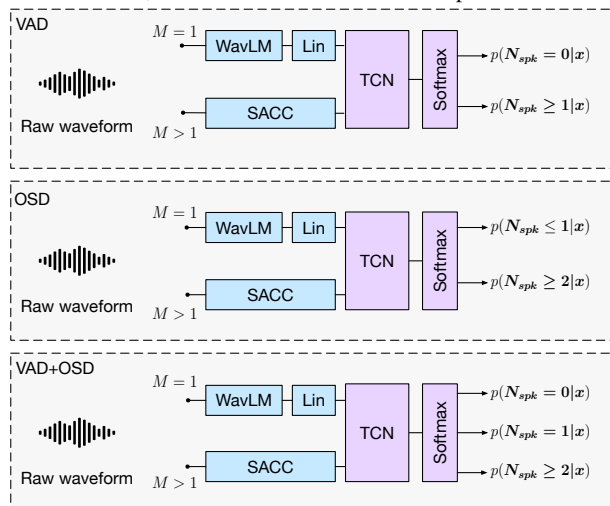 VAD
M = 1
WavLM
Lin
TCN
Softmax
p(N_spk = 0|x)
p(N_spk ≥ 1|x)
SACC
Raw waveform
M > 1
OSD
M = 1
WavLM
Lin
TCN
Softmax
p(N_spk ≤ 1|x)
p(N_spk ≥ 2|x)
SACC
Raw waveform
M > 1
VAD+OSD
M = 1
WavLM
Lin
TCN
Softmax
p(N_spk = 0|x)
p(N_spk = 1|x)
p(N_spk ≥ 2|x)
SACC
Raw waveform
M > 1